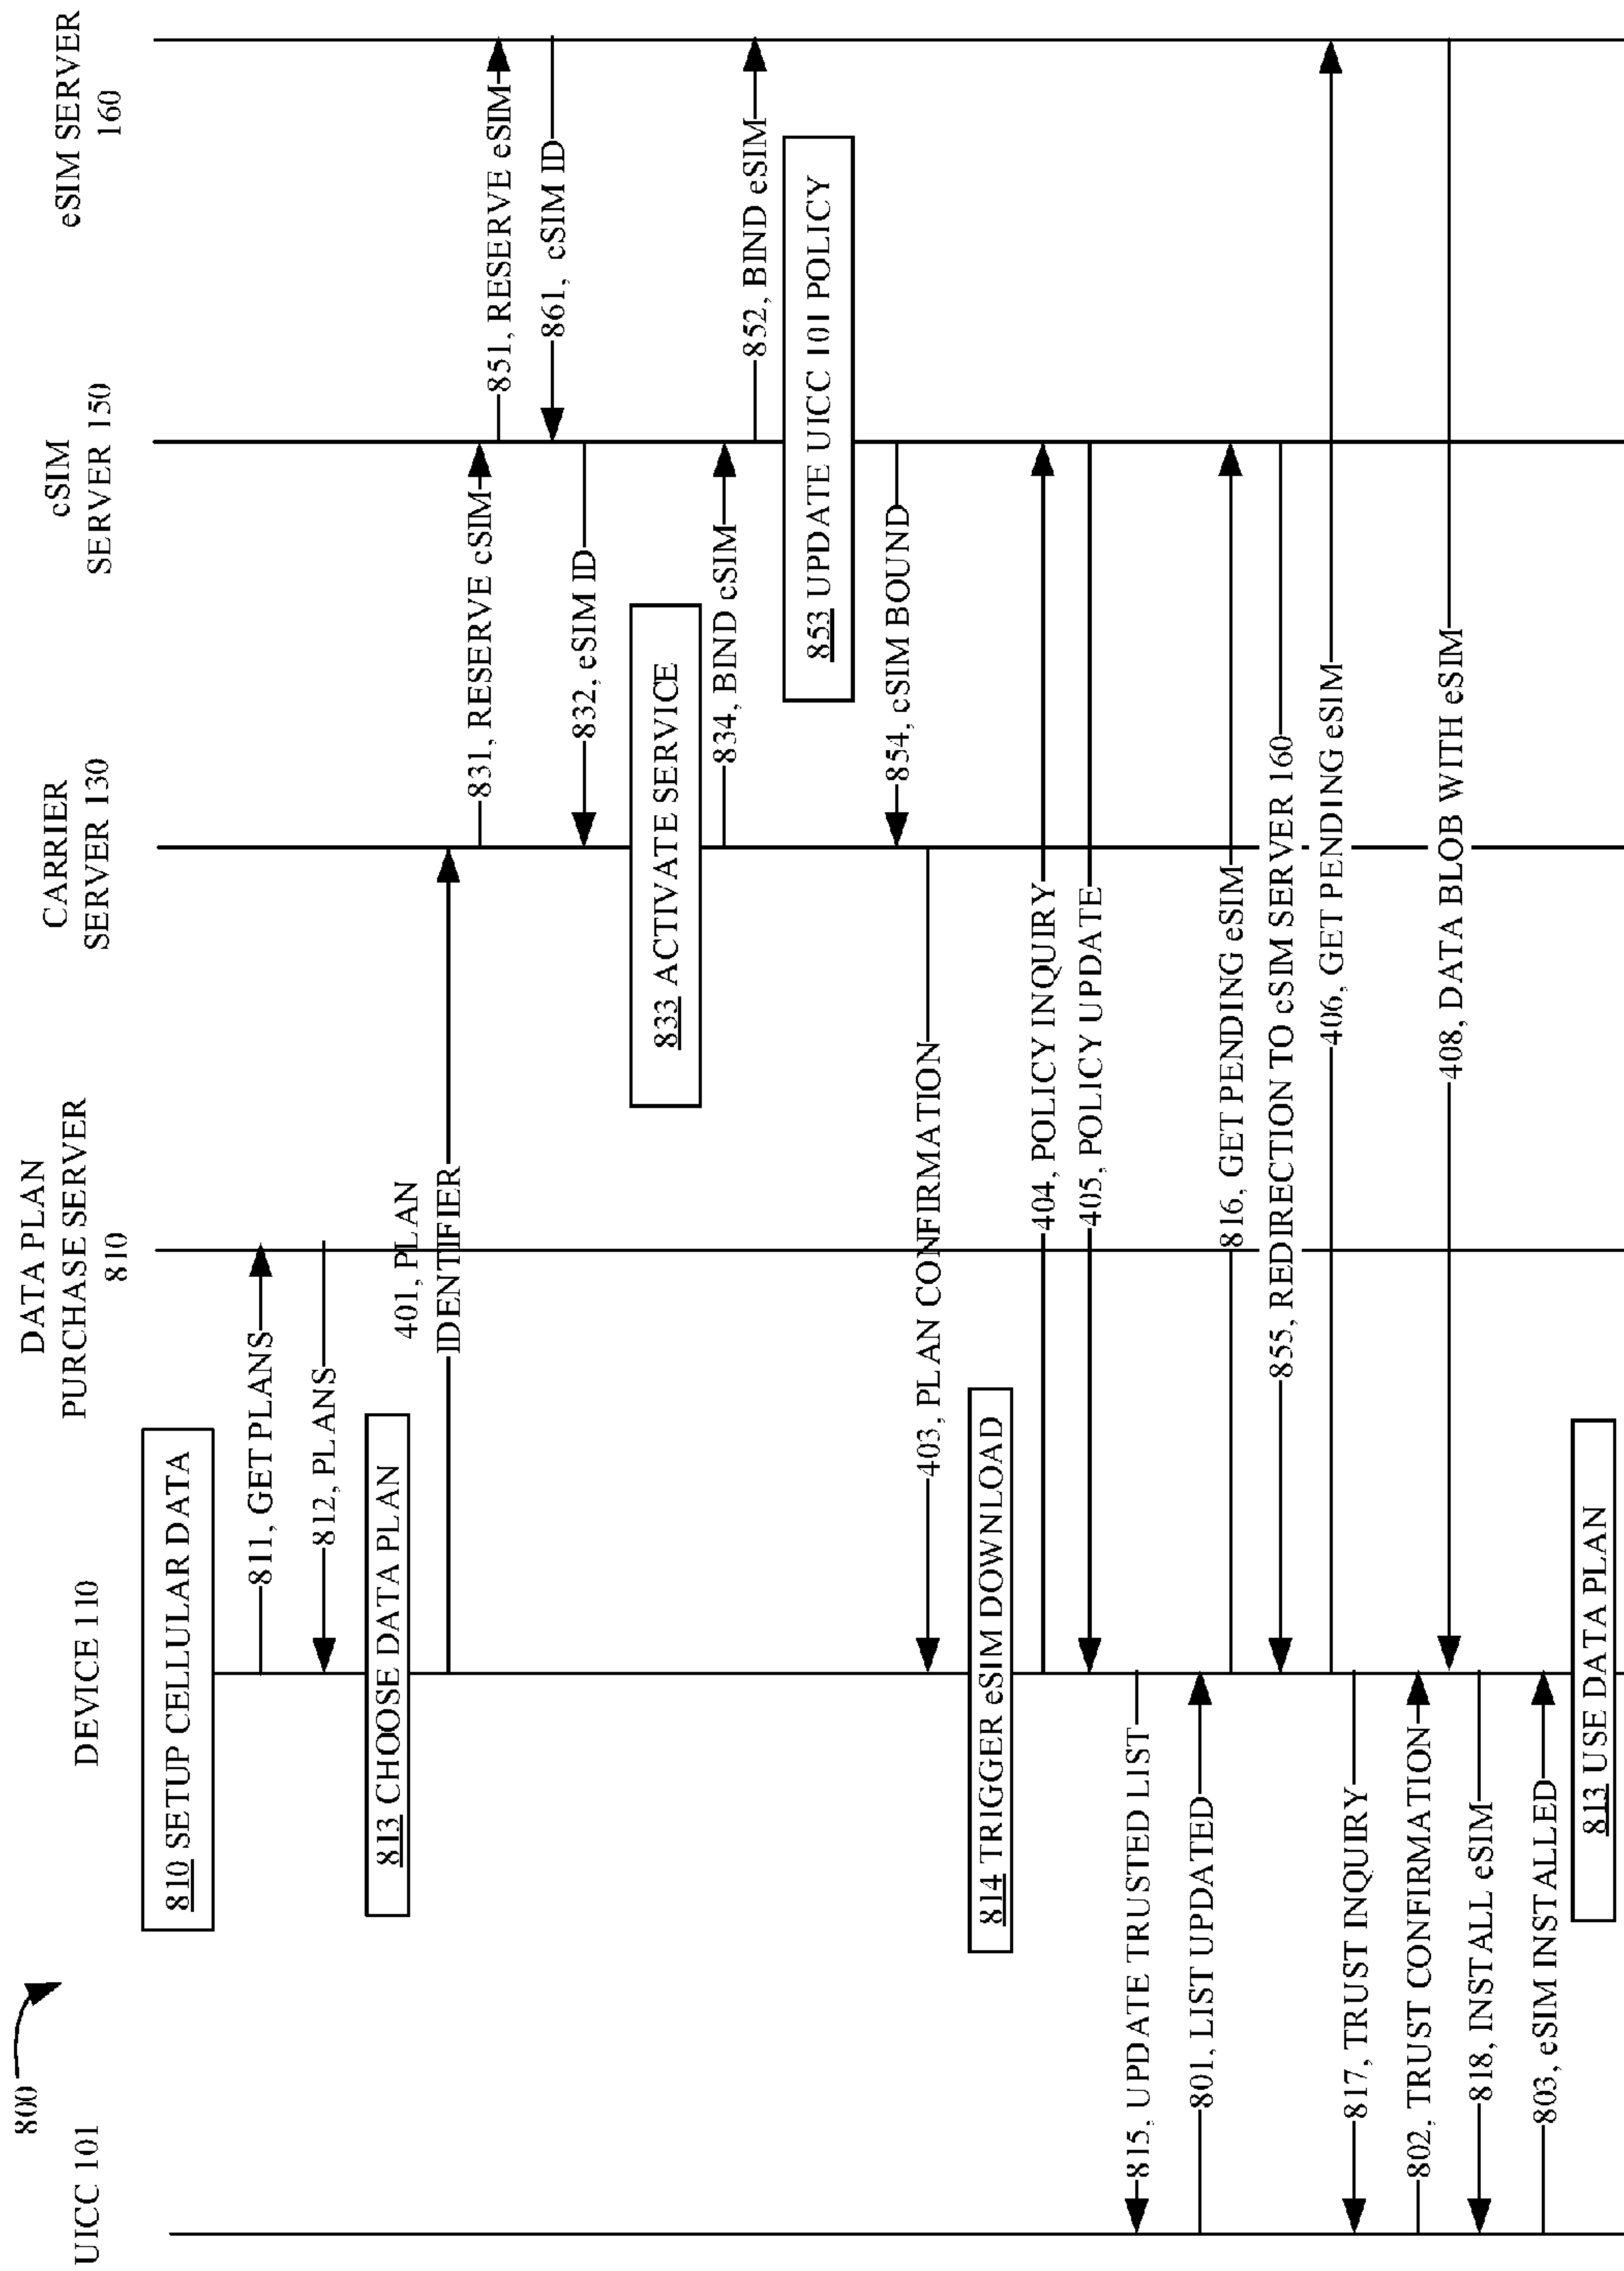 800
UICC 101
DEVICE 110
DATA PLAN
PURCHASE SERVER
810
CARRIER
SERVER 130
cSIM
SERVER 150
eSIM SERVER
160
810 SETUP CELLULAR DATA
811, GET PLANS
812, PLANS
813 CHOOSE DATA PLAN
401, PLAN
IDENTIFIER
831, RESERVE cSIM
851, RESERVE eSIM
861, cSIM ID
832, eSIM ID
833 ACTIVATE SERVICE
834, BIND cSIM
852, BIND eSIM
853 UPDATE UICC 101 POLICY
854, cSIM BOUND
403, PLAN CONFIRMATION
814 TRIGGER eSIM DOWNLOAD
404, POLICY INQUIRY
405, POLICY UPDATE
815, UPDATE TRUSTED LIST
801, LIST UPDATED
816, GET PENDING eSIM
855, REDIRECTION TO cSIM SERVER 160
406, GET PENDING eSIM
817, TRUST INQUIRY
802, TRUST CONFIRMATION
408, DATA BLOB WITH eSIM
818, INSTALL eSIM
803, eSIM INSTALLED
813 USE DATA PLAN